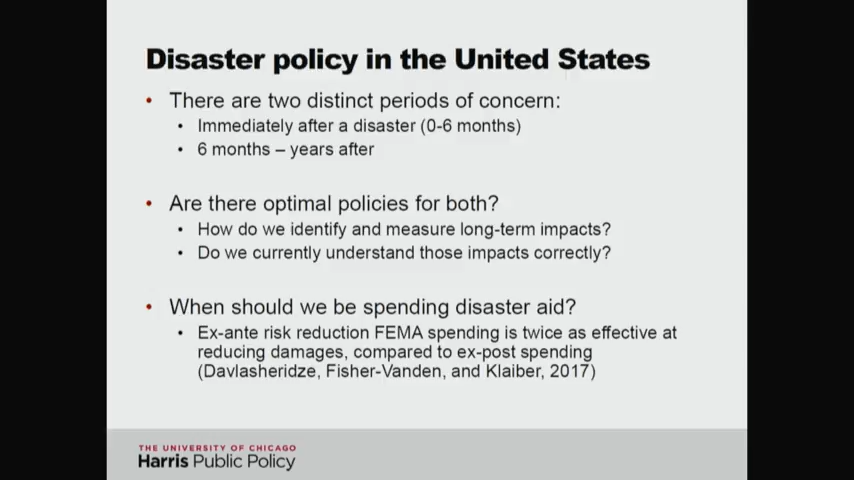 Disaster policy in the United States
• There are two distinct periods of concern:
• Immediately after a disaster (0-6 months)
• 6 months – years after
• Are there optimal policies for both?
• How do we identify and measure long-term impacts?
• Do we currently understand those impacts correctly?
• When should we be spending disaster aid?
• Ex-ante risk reduction FEMA spending is twice as effective at
reducing damages, compared to ex-post spending
(Davlasheridze, Fisher-Vanden, and Klaiber, 2017)
THE UNIVERSITY OF CHICAGO
Harris Public Policy